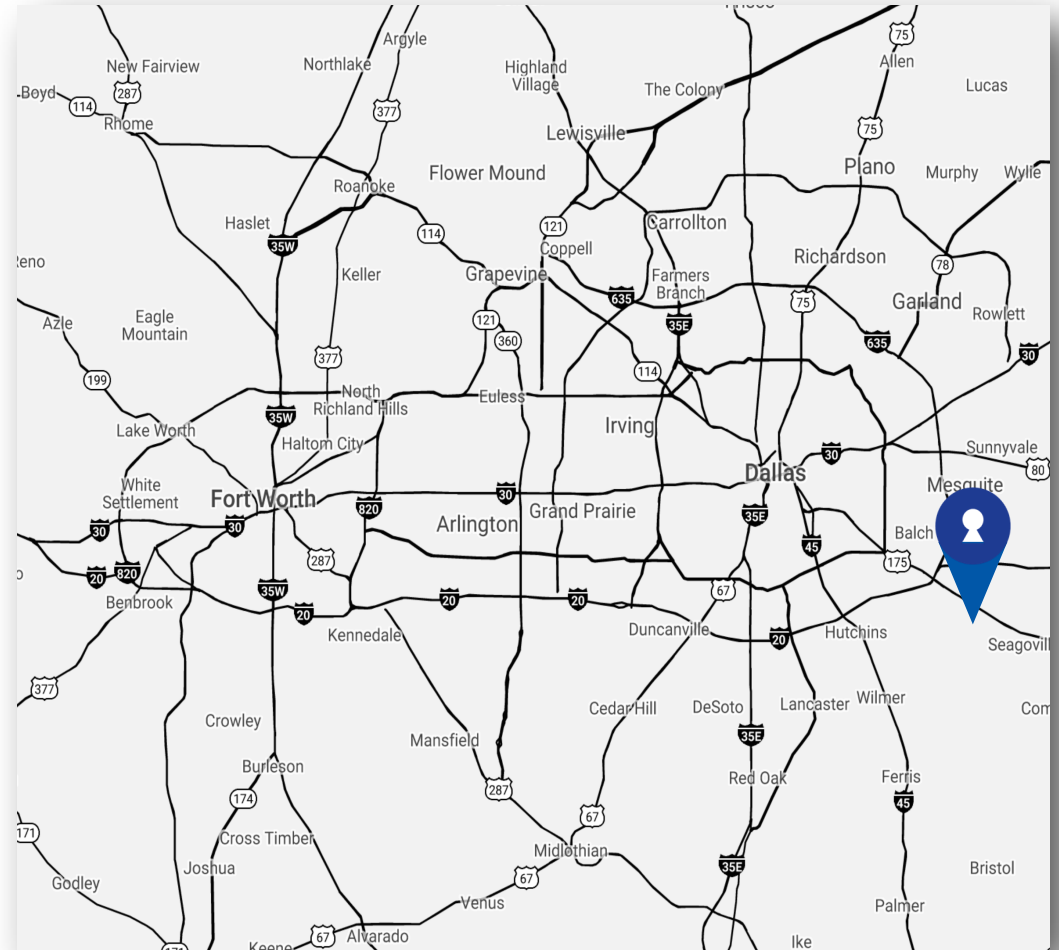 Argyle
75
New Fairview
Northlake
Highland
Village
Allen
Boyd
114
287
377
The Colony
Lucas
Rhome
Lewisville
75
Flower Mound
Plano
Murphy
Wylie
Roanoke
Haslet
35W
114
121
Carrollton
Coppell
Richardson
78
Keller
Grapevine
635
Farmers
Branch
75
Garland
Rowlett
Azle
Eagle
Mountain
121
360
35E
635
30
377
114
199
North
Richland Hills
Euless
35W
Lake Worth
Haltom City
Irving
30
Sunnyvale
80
Dallas
White
Settlement
Fort Worth
820
30
Grand Prairie
Mesquite
Arlington
35E
30
30
Balch
45
175
287
20
820
35W
67
Benbrook
20
20
20
Kennedale
Duncanville
20
Hutchins
Seagovill
377
Crowley
Cedar Hill
DeSoto
Lancaster
Wilmer
Com
Mansfield
35E
Burleson
Red Oak
Ferris
174
287
67
45
171
Cross Timber
Midlothian
35E
Joshua
Godley
67
Bristol
Venus
Palmer
67
Alvarado
Keene
Ike